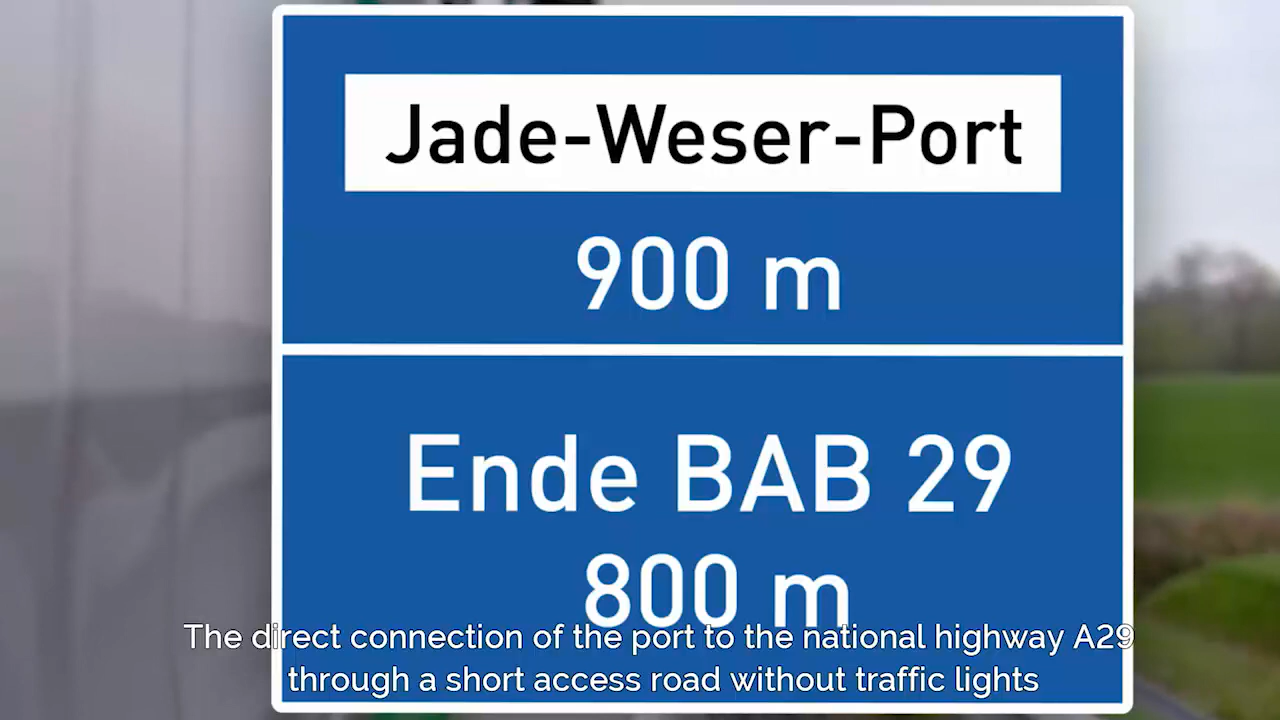 Jade-Weser-Port
900 m
Ende BAB 29
800 m
The direct connection of the port to the national highway A29
through a short access road without traffic lights